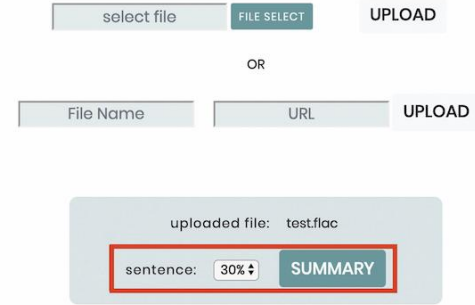 select file FILE SELECT UPLOAD
OR
File Name URL UPLOAD
uploaded file: test.flac
sentence: 30% SUMMARY